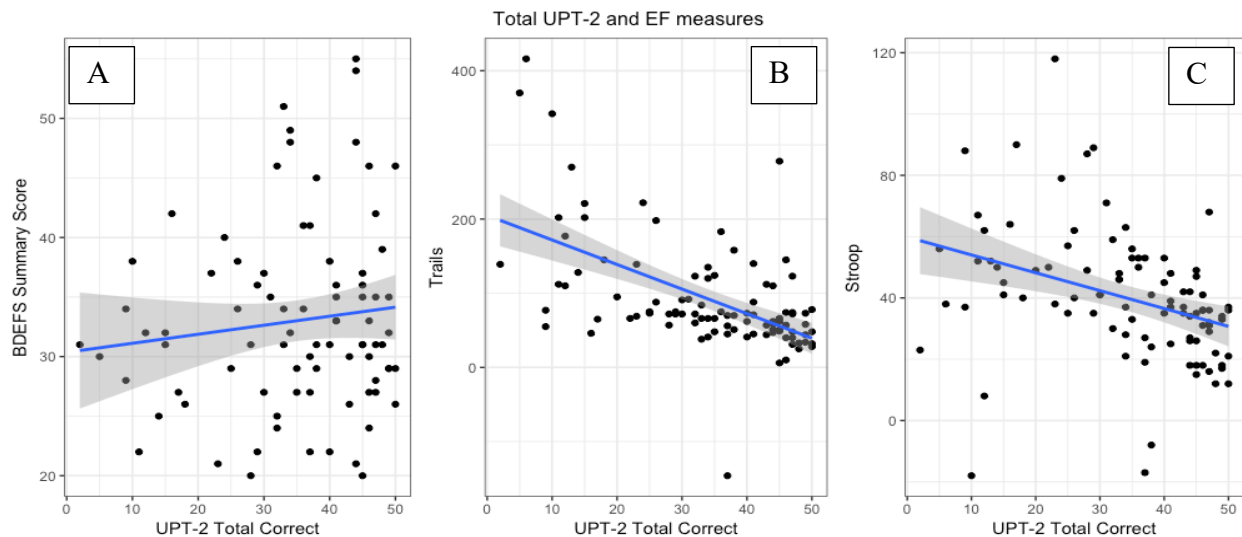 Total UPT-2 and EF measures
A
BDEFS Summary Score
50
40
30
20
0 10 20 30 40 50
UPT-2 Total Correct
B
Trails
400
200
0
0 10 20 30 40 50
UPT-2 Total Correct
C
Stroop
120
80
40
0
0 10 20 30 40 50
UPT-2 Total Correct